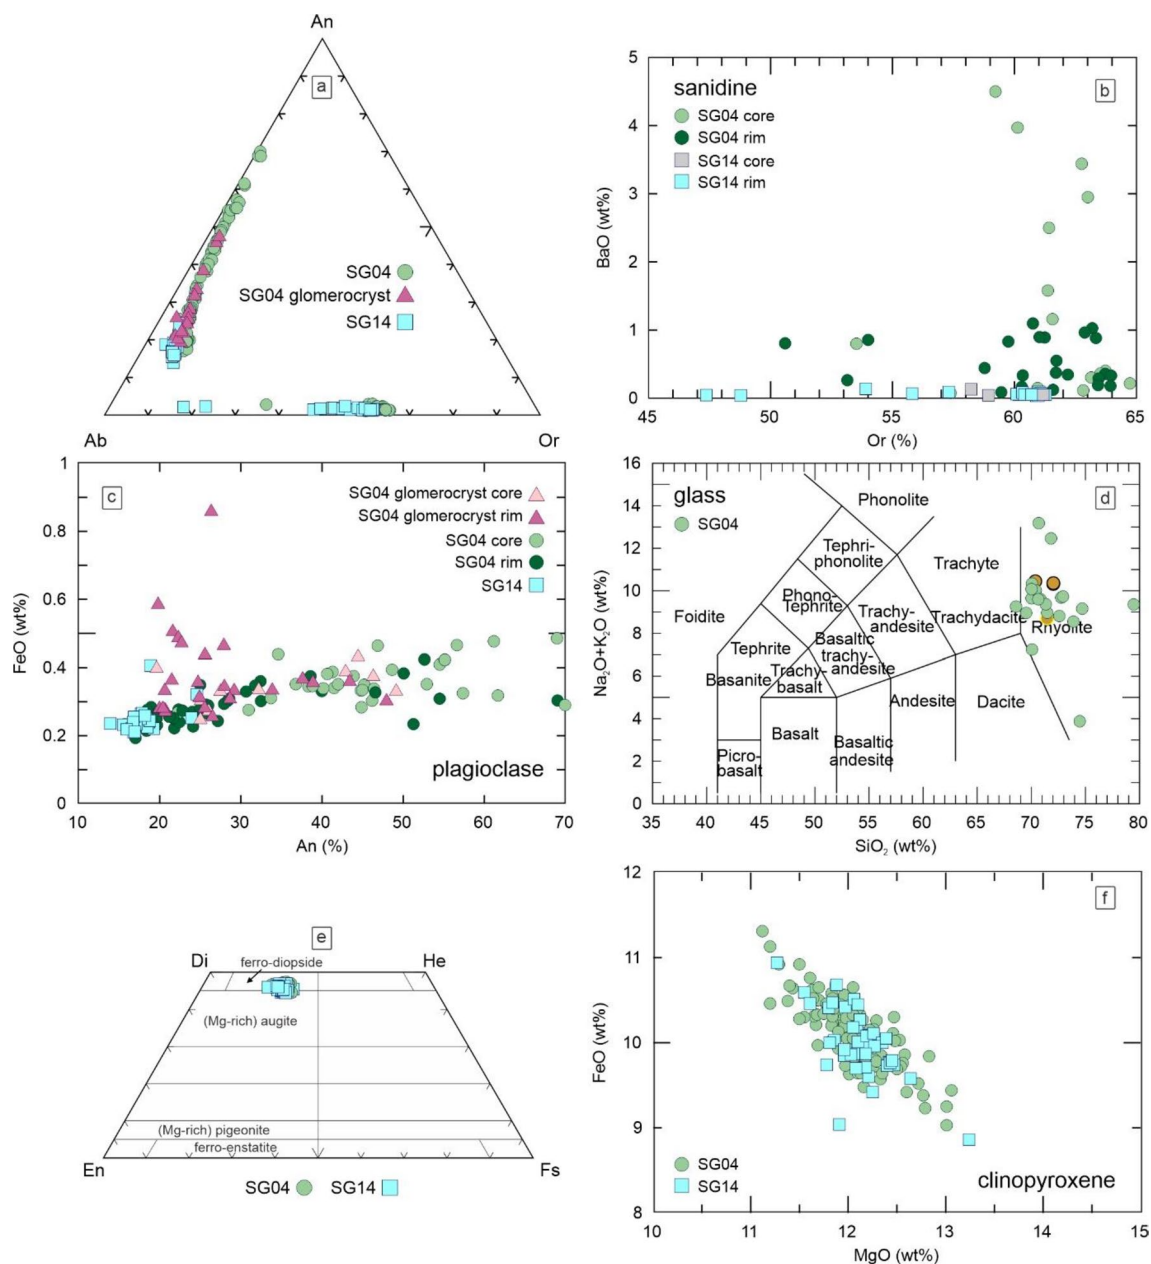 An
a
SG04
SG04 glomerocryst
SG14
Ab
Or
sanidine
b
SG04 core
SG04 rim
SG14 core
SG14 rim
5
4
3
2
1
0
BaO (wt%)
45 50 55 60 65
Or (%)
1
0.8
0.6
0.4
0.2
0
FeO (wt%)
c
SG04 glomerocryst core
SG04 glomerocryst rim
SG04 core
SG04 rim
SG14
plagioclase
10 20 30 40 50 60 70
An (%)
16
14
12
10
8
6
4
2
0
Na₂O+K₂O (wt%)
glass
d
SG04
Phonolite
Tephri-
phonolite
Trachyte
Phono-
Tephrite
Foidite
Trachy-
andesite
Trachydacite
Rhyolite
Tephrite
Basaltic
trachy-
andesite
Basanite
Trachy-
basalt
Andesite
Dacite
Basalt
Basaltic
andesite
Picro-
basalt
35 40 45 50 55 60 65 70 75 80
SiO₂ (wt%)
e
Di
ferro-diopside
He
(Mg-rich) augite
(Mg-rich) pigeonite
ferro-enstatite
En
Fs
SG04
SG14
12
11
10
9
8
FeO (wt%)
f
SG04
SG14
clinopyroxene
10 11 12 13 14 15
MgO (wt%)